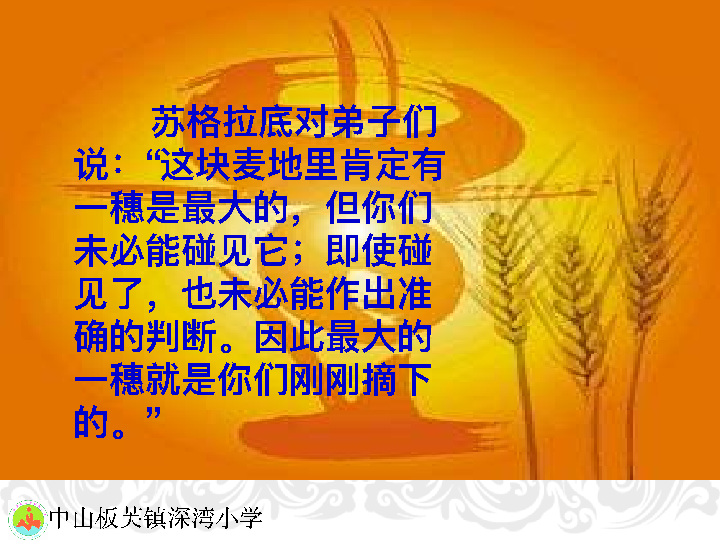 苏格拉底对弟子们
说：“这块麦地里肯定有
一穗是最大的，但你们
未必能碰见它；即使碰
见了，也未必能作出准
确的判断。因此最大的
一穗就是你们刚刚摘下
的。”
中山板芙镇深湾小学